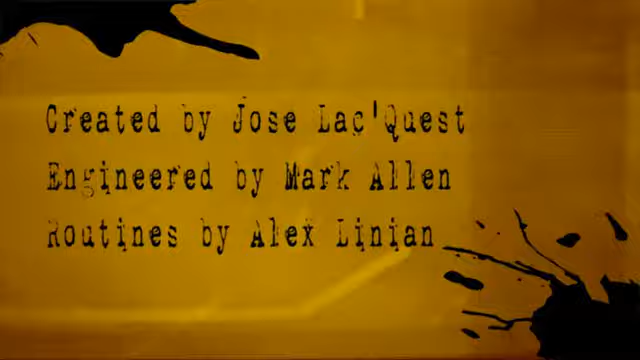 Created by Jose Lac'Quest
Engineered by Mark Allen
Routines by Alex Linian